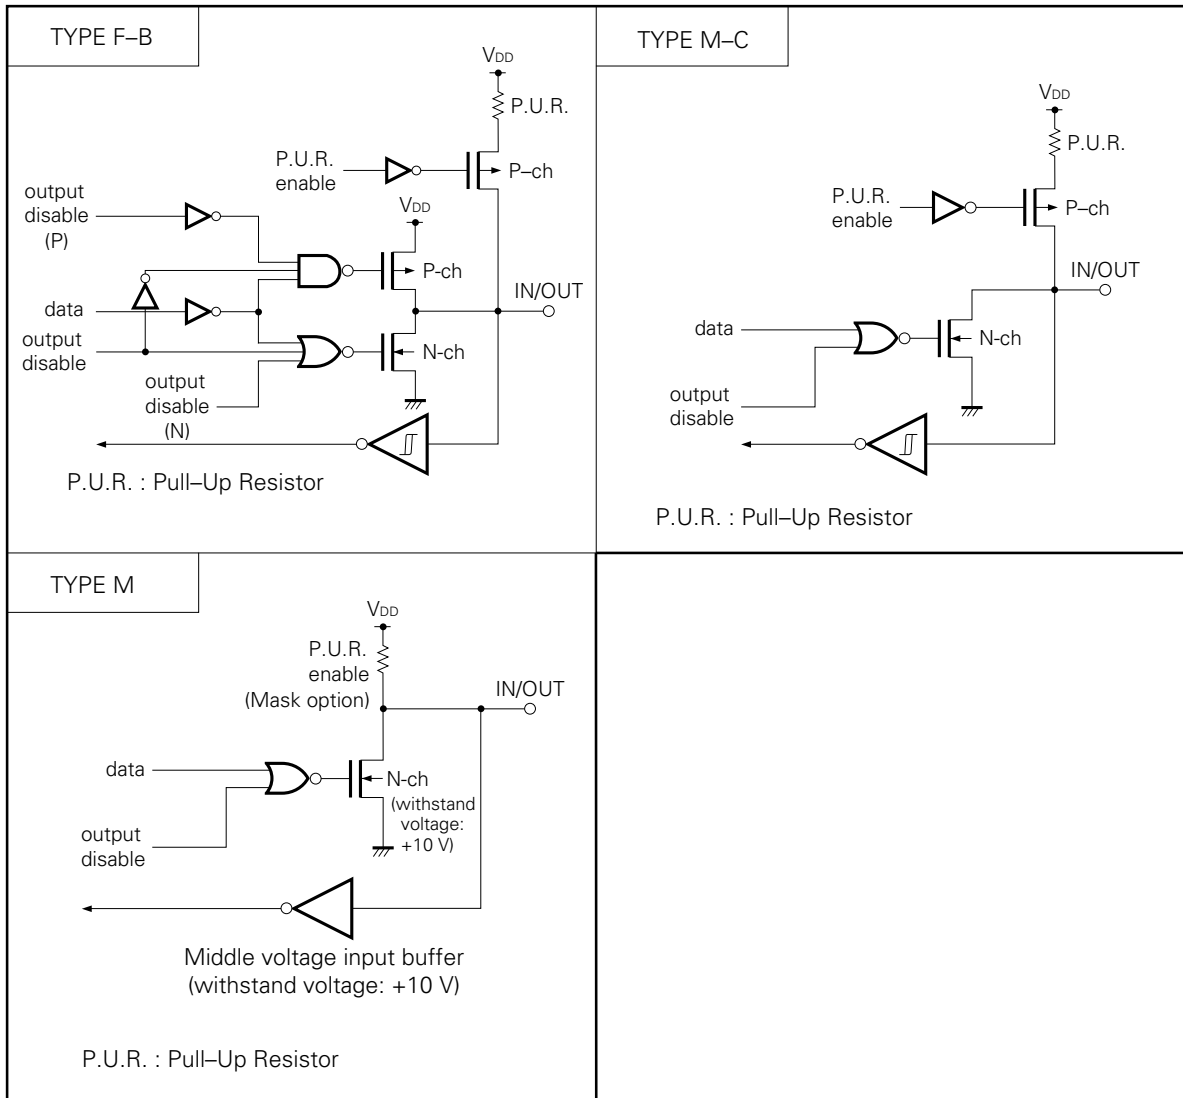 TYPE F–B
VDD
P.U.R.
P.U.R.
enable
P–ch
output
disable
(P)
VDD
P-ch
IN/OUT
data
output
disable
N-ch
output
disable
(N)
P.U.R. : Pull–Up Resistor
TYPE M–C
VDD
P.U.R.
P.U.R.
enable
P–ch
IN/OUT
data
N-ch
output
disable
P.U.R. : Pull–Up Resistor
TYPE M
VDD
P.U.R.
enable
(Mask option)
IN/OUT
data
N-ch
(withstand
voltage:
+10 V)
output
disable
Middle voltage input buffer
(withstand voltage: +10 V)
P.U.R. : Pull–Up Resistor